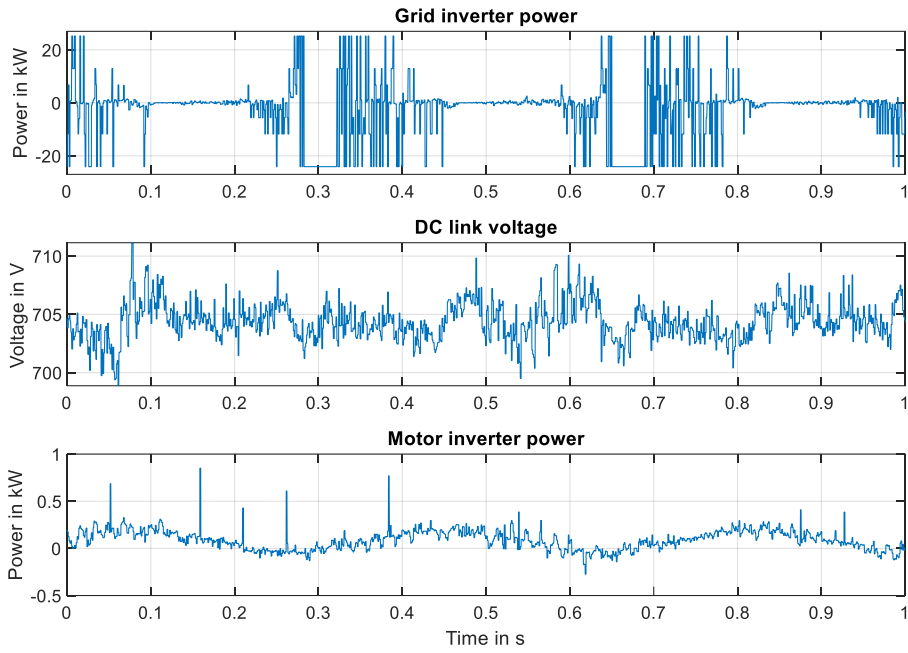 Grid inverter power
Power in kW
20
0
-20
0 0.1 0.2 0.3 0.4 0.5 0.6 0.7 0.8 0.9 1
DC link voltage
Voltage in V
710
705
700
0 0.1 0.2 0.3 0.4 0.5 0.6 0.7 0.8 0.9 1
Motor inverter power
Power in kW
1
0.5
0
-0.5
0 0.1 0.2 0.3 0.4 0.5 0.6 0.7 0.8 0.9 1
Time in s